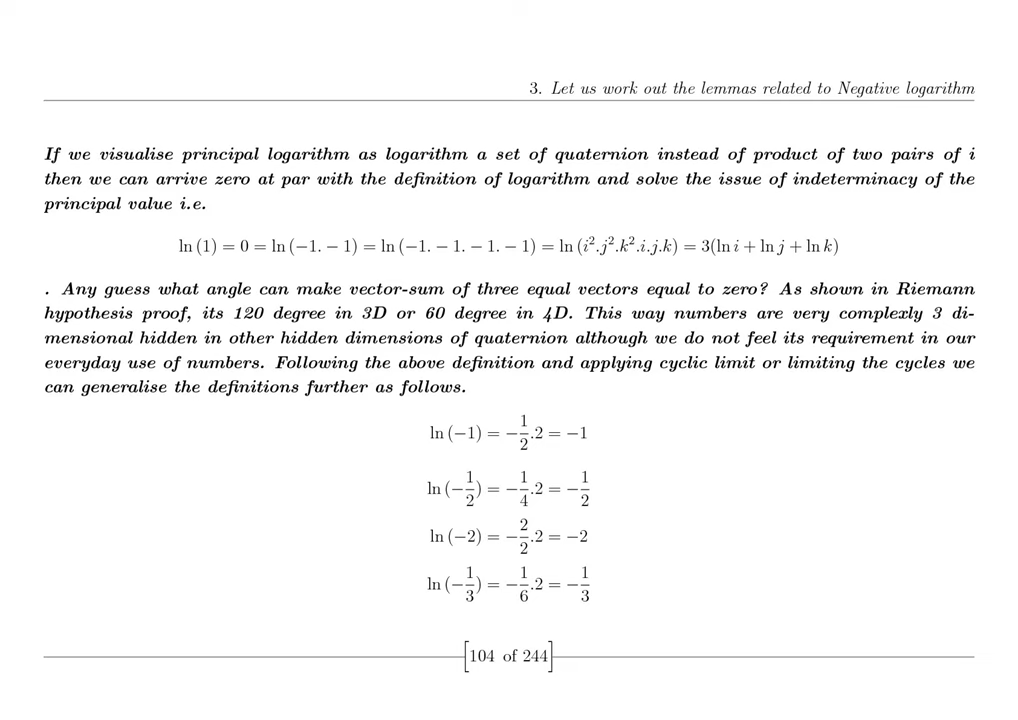 3. Let us work out the lemmas related to Negative logarithm
If we visualise principal logarithm as logarithm a set of quaternion instead of product of two pairs of i
then we can arrive zero at par with the definition of logarithm and solve the issue of indeterminacy of the
principal value i.e.
ln (1) = 0 = ln (−1. − 1) = ln (−1. − 1. − 1. − 1) = ln (i².j².k².i.j.k) = 3(ln i + ln j + ln k)
. Any guess what angle can make vector-sum of three equal vectors equal to zero? As shown in Riemann
hypothesis proof, its 120 degree in 3D or 60 degree in 4D. This way numbers are very complexly 3 di-
mensional hidden in other hidden dimensions of quaternion although we do not feel its requirement in our
everyday use of numbers. Following the above definition and applying cyclic limit or limiting the cycles we
can generalise the definitions further as follows.
ln (−1) = −1/2.2 = −1
ln (−1/2) = −1/4.2 = −1/2
ln (−2) = −2/2.2 = −2
ln (−1/3) = −1/6.2 = −1/3
[104 of 244]